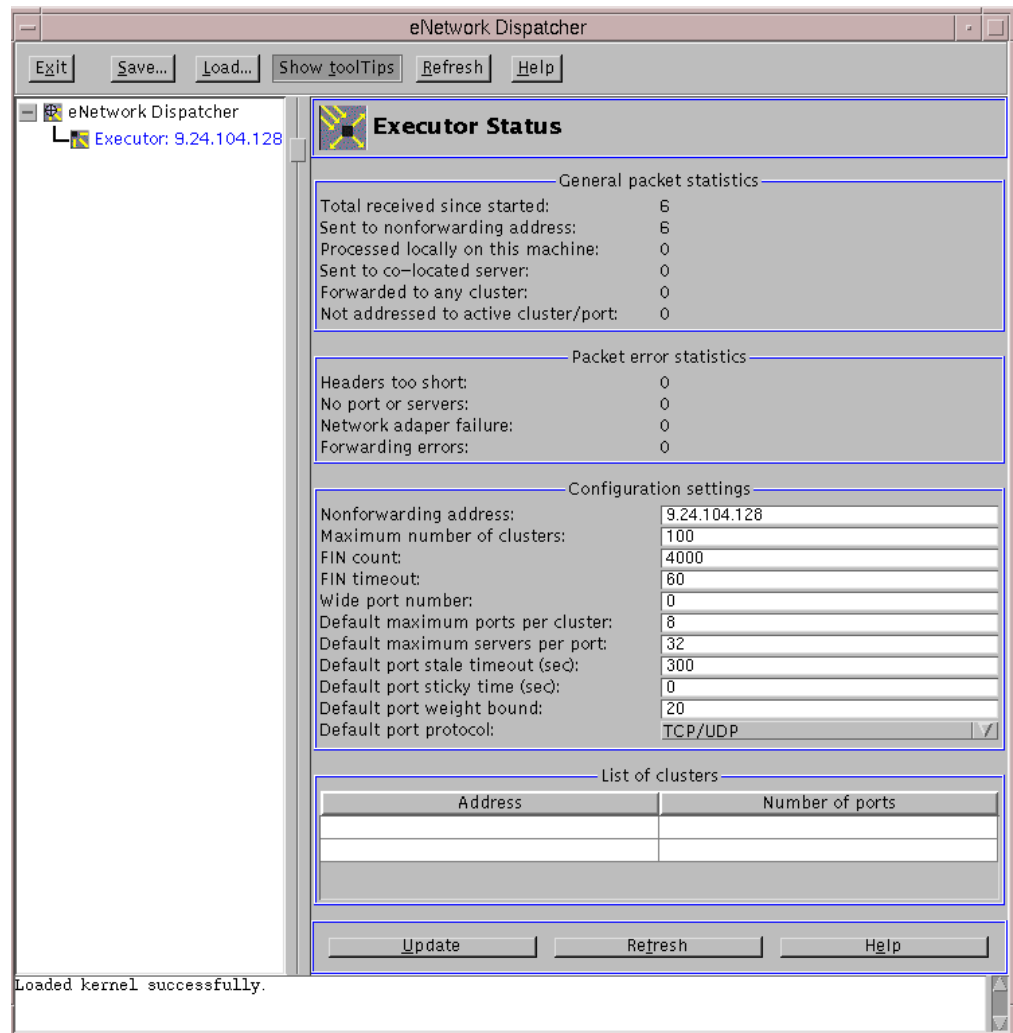 eNetwork Dispatcher
Exit Save... Load... Show toolTips Refresh Help
eNetwork Dispatcher
Executor: 9.24.104.128
Executor Status
General packet statistics
Total received since started: 6
Sent to nonforwarding address: 6
Processed locally on this machine: 0
Sent to co-located server: 0
Forwarded to any cluster: 0
Not addressed to active cluster/port: 0
Packet error statistics
Headers too short: 0
No port or servers: 0
Network adaper failure: 0
Forwarding errors: 0
Configuration settings
Nonforwarding address: 9.24.104.128
Maximum number of clusters: 100
FIN count: 4000
FIN timeout: 60
Wide port number: 0
Default maximum ports per cluster: 8
Default maximum servers per port: 32
Default port stale timeout (sec): 300
Default port sticky time (sec): 0
Default port weight bound: 20
Default port protocol: TCP/UDP
List of clusters
Address Number of ports
Update Refresh Help
Loaded kernel successfully.